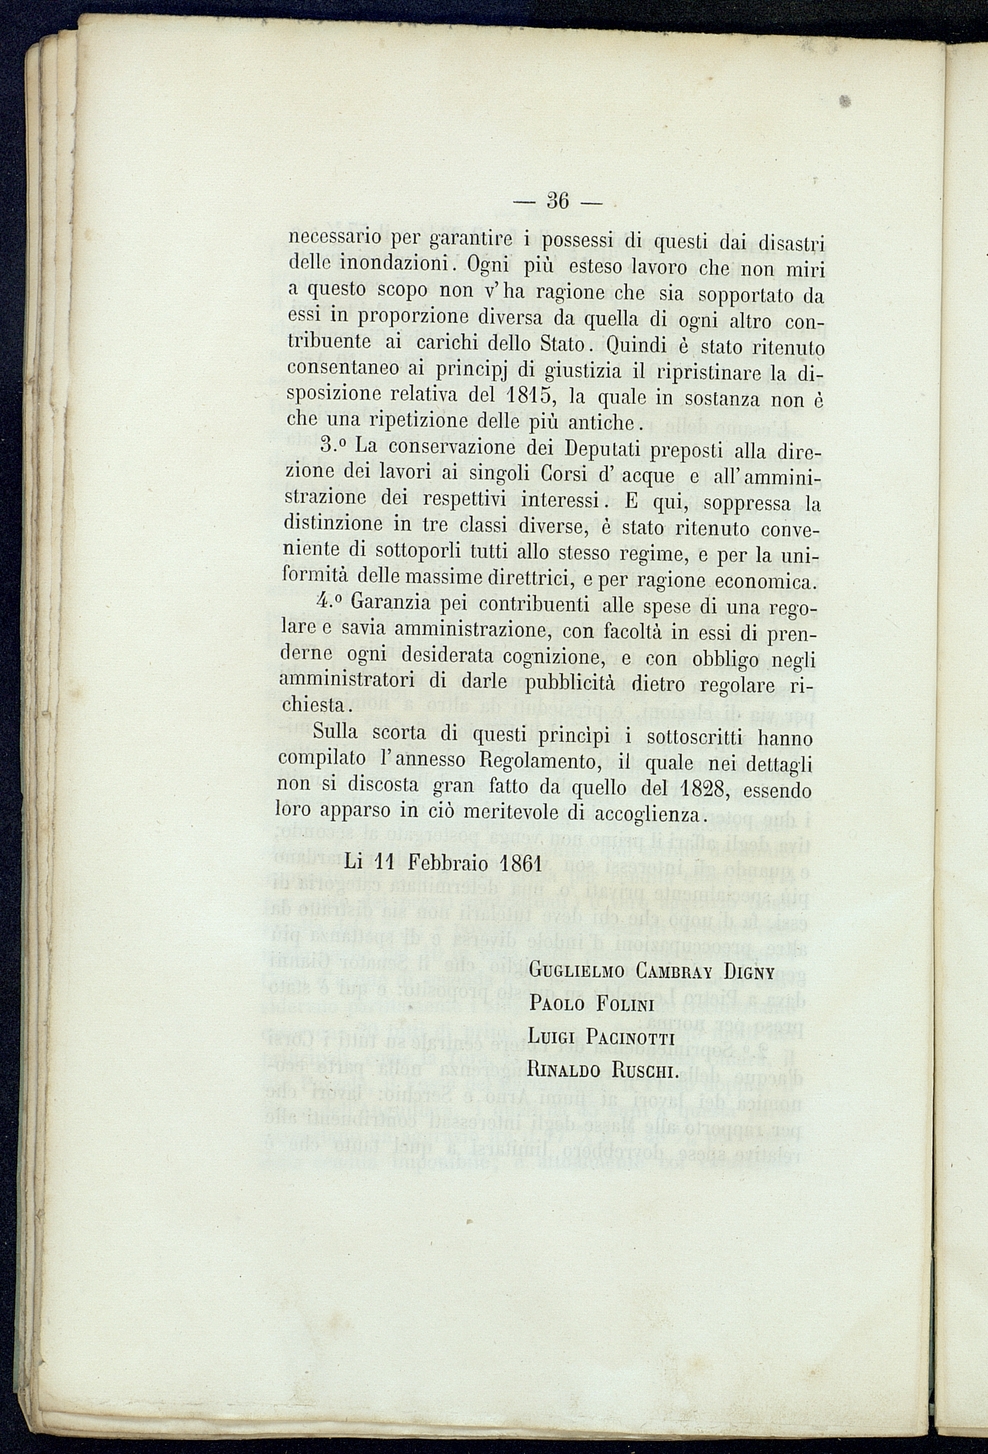 — 36 —
necessario per garantire i possessi di questi dai disastri
delle inondazioni. Ogni più esteso lavoro che non miri
a questo scopo non v'ha ragione che sia sopportato da
essi in proporzione diversa da quella di ogni altro con-
tribuente ai carichi dello Stato. Quindi è stato ritenuto
consentaneo ai principj di giustizia il ripristinare la di-
sposizione relativa del 1815, la quale in sostanza non è
che una ripetizione delle più antiche.
3.º La conservazione dei Deputati preposti alla dire-
zione dei lavori ai singoli Corsi d'acque e all'ammini-
strazione dei respettivi interessi. E qui, soppressa la
distinzione in tre classi diverse, è stato ritenuto conve-
niente di sottoporli tutti allo stesso regime, e per la uni-
formità delle massime direttrici, e per ragione economica.
4.º Garanzia pei contribuenti alle spese di una rego-
lare e savia amministrazione, con facoltà in essi di pren-
derne ogni desiderata cognizione, e con obbligo negli
amministratori di darle pubblicità dietro regolare ri-
chiesta.
Sulla scorta di questi principi i sottoscritti hanno
compilato l'annesso Regolamento, il quale nei dettagli
non si discosta gran fatto da quello del 1828, essendo
loro apparso in ciò meritevole di accoglienza.
Li 11 Febbraio 1861
GUGLIELMO CAMBRAY DIGNY
PAOLO FOLINI
LUIGI PACINOTTI
RINALDO RUSCHI.